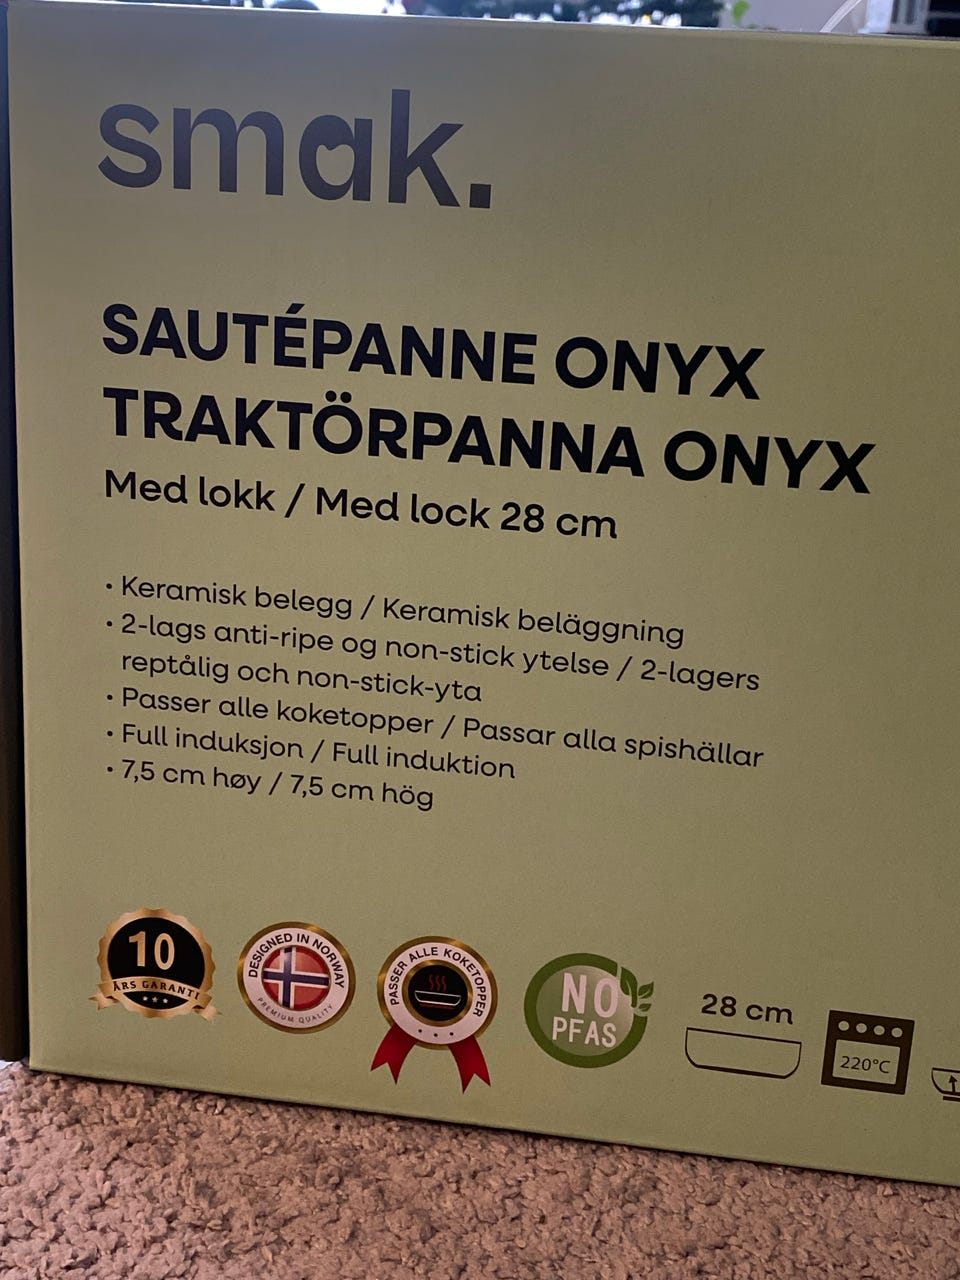 smak.
SAUTÉPANNE ONYX
TRAKTÖRPANNA ONYX
Med lokk / Med lock 28 cm
• Keramisk belegg / Keramisk beläggning
• 2-lags anti-ripe og non-stick ytelse / 2-lagers
reptålig och non-stick-yta
• Passer alle koketopper / Passar alla spishällar
• Full induksjon / Full induktion
• 7,5 cm høy / 7,5 cm hög
10
ÅRS GARANTI
DESIGNED IN NORWAY
PREMIUM QUALITY
PASSER ALLE KOKETOPPER
NO
PFAS
28 cm
220°C